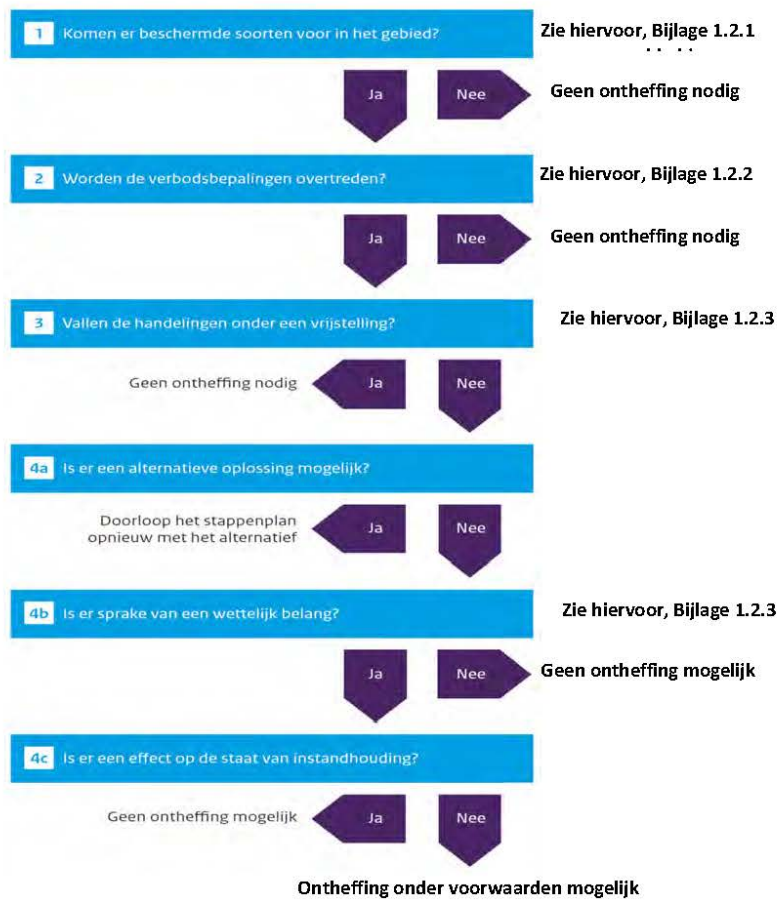 1 Komen er beschermde soorten voor in het gebied?
Zie hiervoor, Bijlage 1.2.1
Ja
Nee
Geen ontheffing nodig
2 Worden de verbodsbepalingen overtreden?
Zie hiervoor, Bijlage 1.2.2
Ja
Nee
Geen ontheffing nodig
3 Vallen de handelingen onder een vrijstelling?
Zie hiervoor, Bijlage 1.2.3
Geen ontheffing nodig
Ja
Nee
4a Is er een alternatieve oplossing mogelijk?
Doorloop het stappenplan
opnieuw met het alternatief
Ja
Nee
4b Is er sprake van een wettelijk belang?
Zie hiervoor, Bijlage 1.2.3
Ja
Nee
Geen ontheffing mogelijk
4c Is er een effect op de staat van instandhouding?
Geen ontheffing mogelijk
Ja
Nee
Ontheffing onder voorwaarden mogelijk